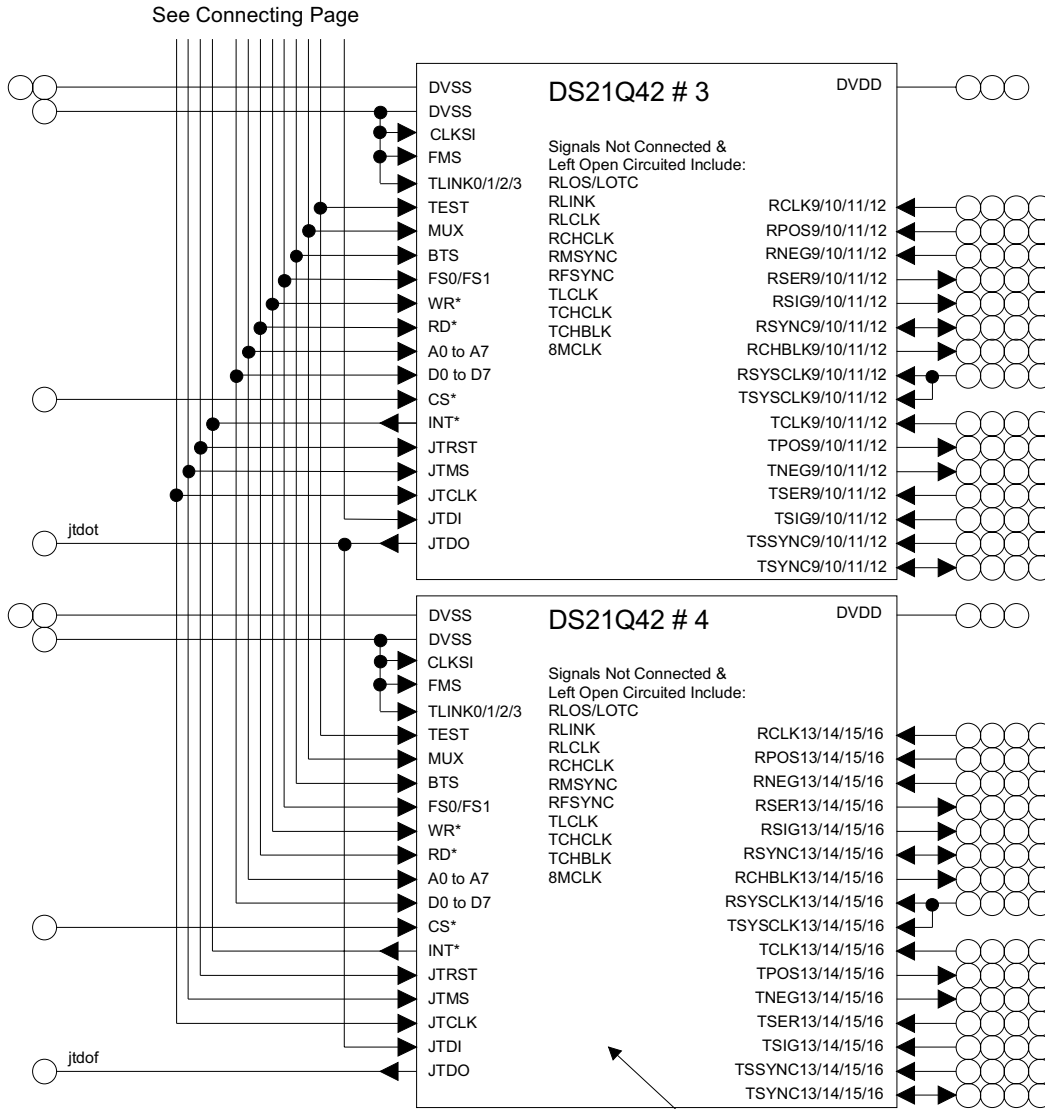 See Connecting Page
DS21Q42 # 3
DVSS
DVSS
CLKSI
FMS
TLINK0/1/2/3
TEST
MUX
BTS
FS0/FS1
WR*
RD*
A0 to A7
D0 to D7
CS*
INT*
JTRST
JTMS
JTCLK
JTDI
JTDO
jtdot
Signals Not Connected &
Left Open Circuited Include:
RLOS/LOTC
RLINK
RLCLK
RCHCLK
RMSYNC
RFSYNC
TLCLK
TCHCLK
TCHBLK
8MCLK
DVDD
RCLK9/10/11/12
RPOS9/10/11/12
RNEG9/10/11/12
RSER9/10/11/12
RSIG9/10/11/12
RSYNC9/10/11/12
RCHBLK9/10/11/12
RSYSCLK9/10/11/12
TSYSCLK9/10/11/12
TCLK9/10/11/12
TPOS9/10/11/12
TNEG9/10/11/12
TSER9/10/11/12
TSIG9/10/11/12
TSSYNC9/10/11/12
TSYNC9/10/11/12
DS21Q42 # 4
DVSS
DVSS
CLKSI
FMS
TLINK0/1/2/3
TEST
MUX
BTS
FS0/FS1
WR*
RD*
A0 to A7
D0 to D7
CS*
INT*
JTRST
JTMS
JTCLK
JTDI
JTDO
jtdof
Signals Not Connected &
Left Open Circuited Include:
RLOS/LOTC
RLINK
RLCLK
RCHCLK
RMSYNC
RFSYNC
TLCLK
TCHCLK
TCHBLK
8MCLK
DVDD
RCLK13/14/15/16
RPOS13/14/15/16
RNEG13/14/15/16
RSER13/14/15/16
RSIG13/14/15/16
RSYNC13/14/15/16
RCHBLK13/14/15/16
RSYSCLK13/14/15/16
TSYSCLK13/14/15/16
TCLK13/14/15/16
TPOS13/14/15/16
TNEG13/14/15/16
TSER13/14/15/16
TSIG13/14/15/16
TSSYNC13/14/15/16
TSYNC13/14/15/16